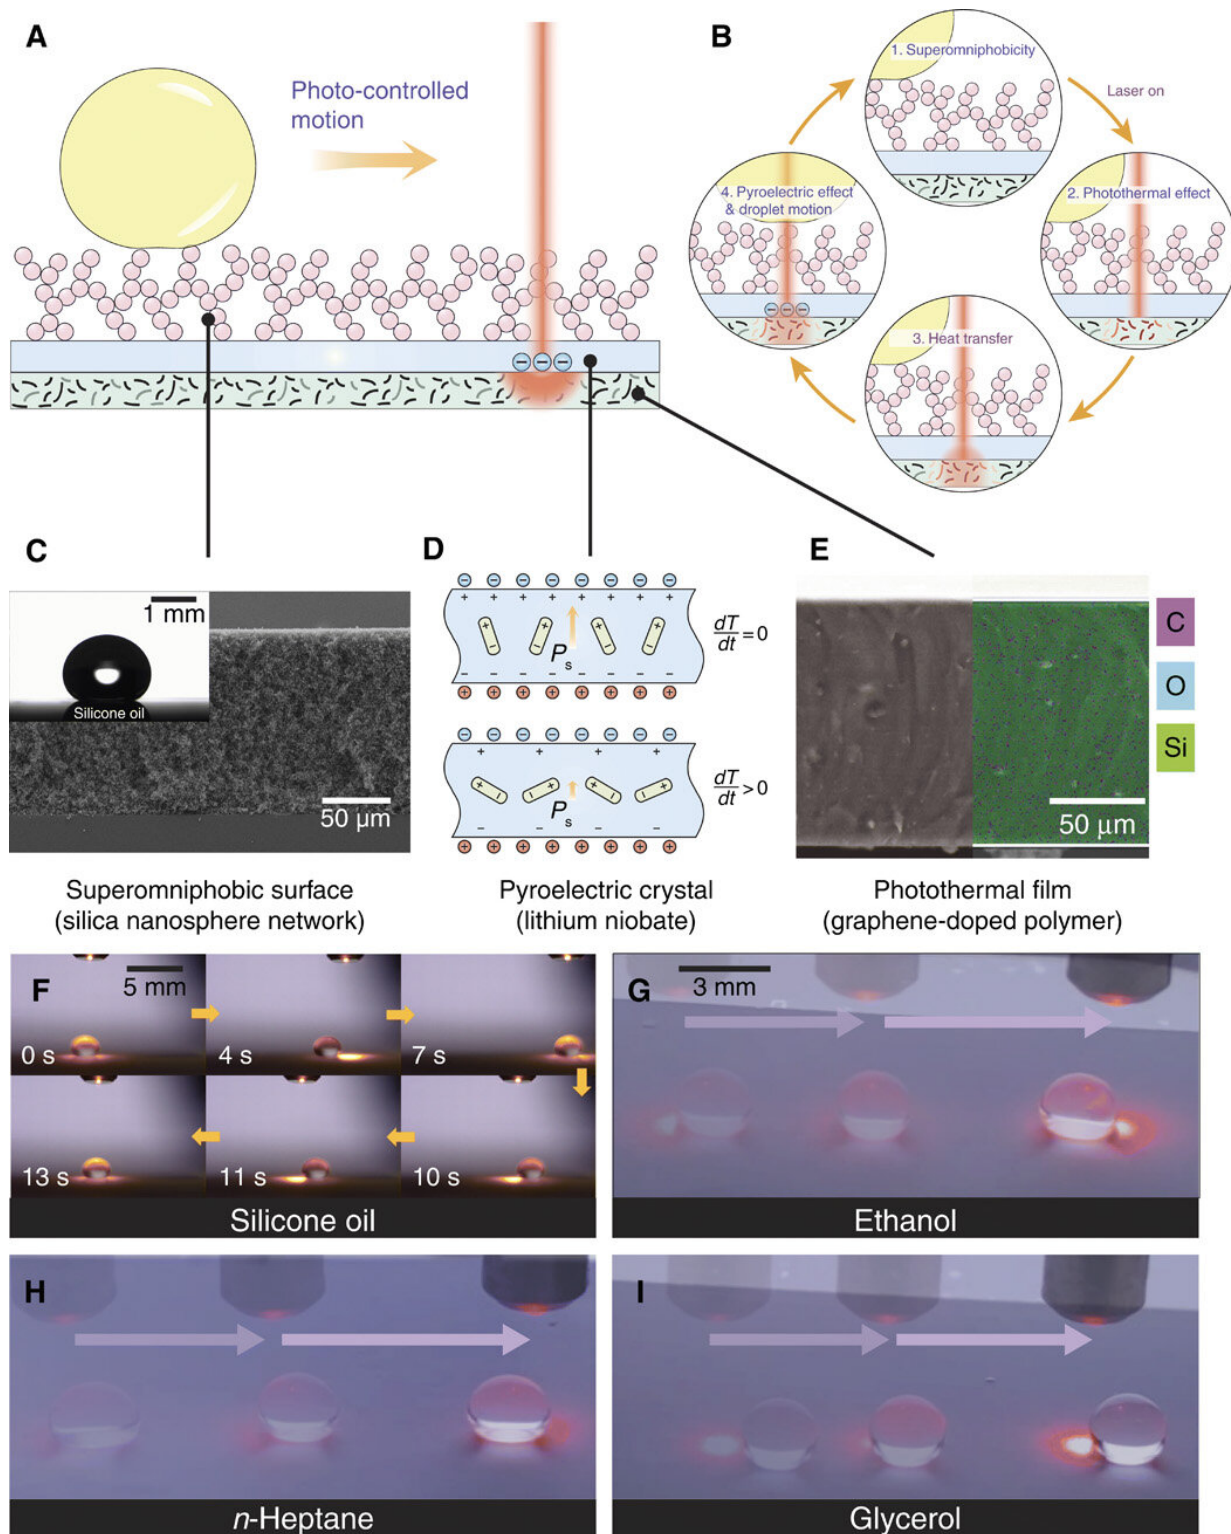 A
Photo-controlled
motion
B
1. Superomniphobicity
Laser on
2. Photothermal effect
3. Heat transfer
4. Pyroelectric effect
& droplet motion
C
1 mm
Silicone oil
50 µm
Superomniphobic surface
(silica nanosphere network)
D
Pₛ
dT/dt = 0
Pₛ
dT/dt > 0
Pyroelectric crystal
(lithium niobate)
E
C
O
Si
50 µm
Photothermal film
(graphene-doped polymer)
F
5 mm
0 s
4 s
7 s
13 s
11 s
10 s
Silicone oil
G
3 mm
Ethanol
H
n-Heptane
I
Glycerol